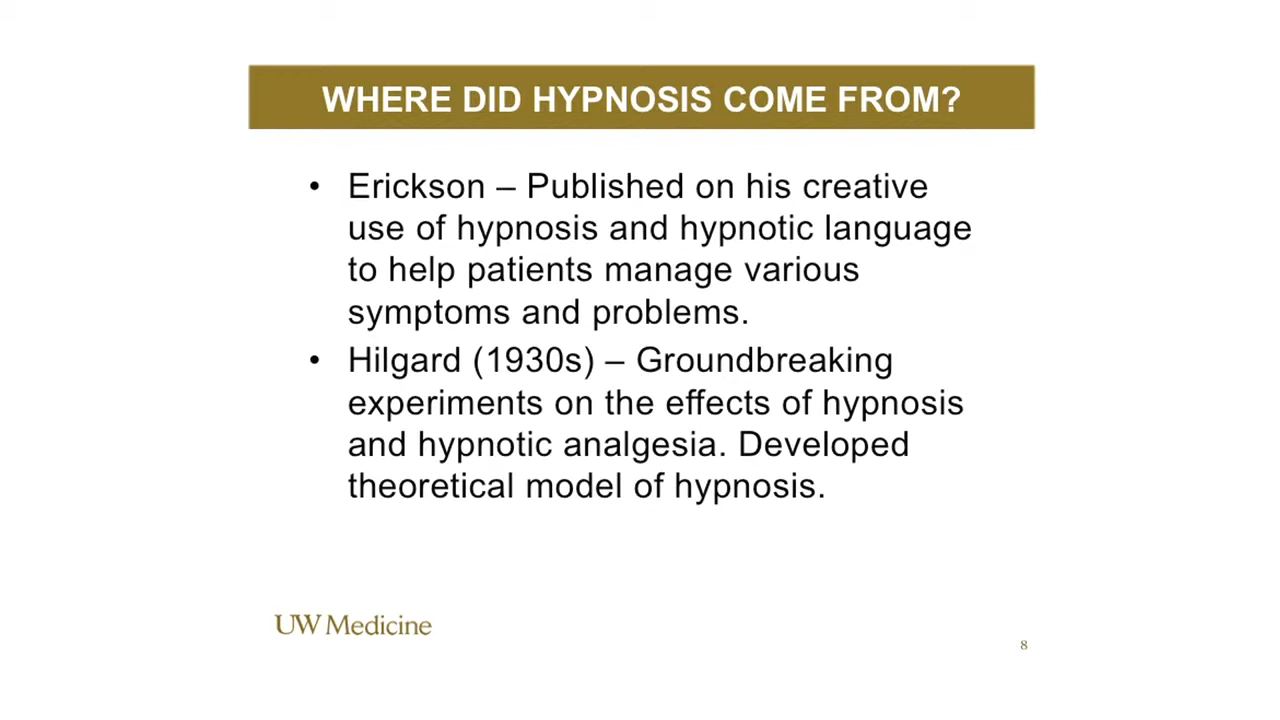 WHERE DID HYPNOSIS COME FROM?
• Erickson – Published on his creative
use of hypnosis and hypnotic language
to help patients manage various
symptoms and problems.
• Hilgard (1930s) – Groundbreaking
experiments on the effects of hypnosis
and hypnotic analgesia. Developed
theoretical model of hypnosis.
UW Medicine
8